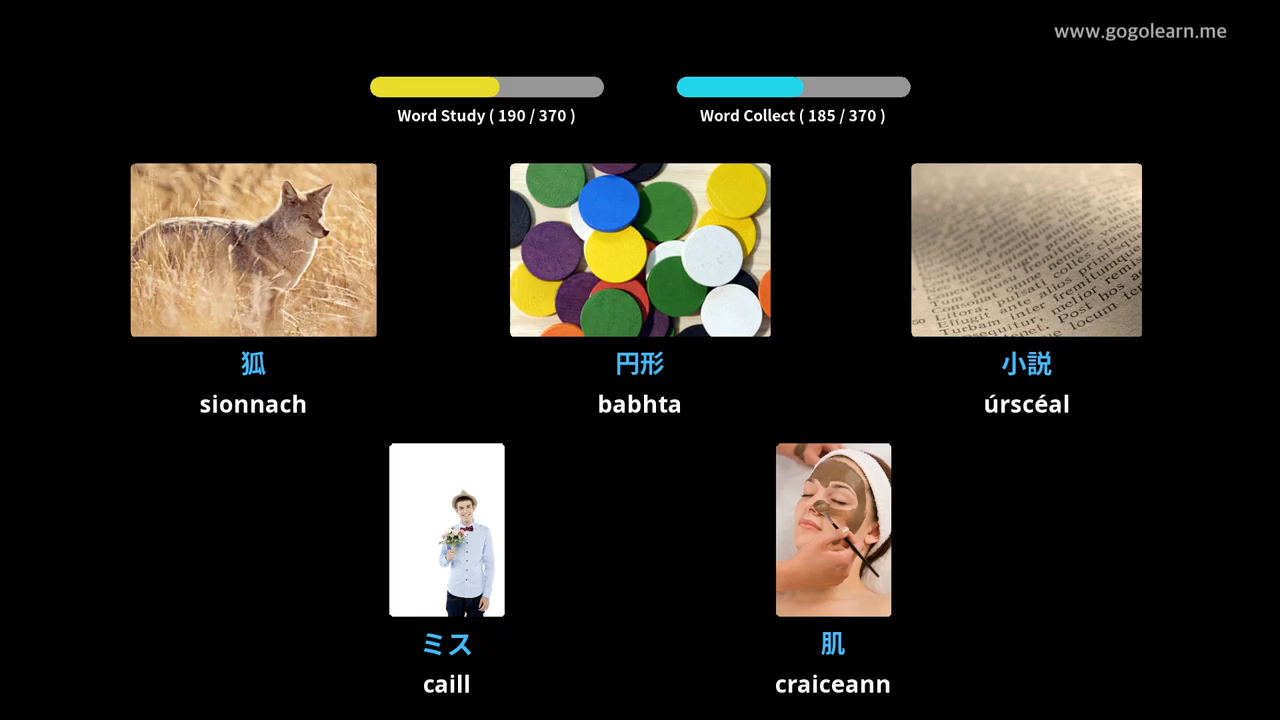 www.gogolearn.me
Word Study ( 190 / 370 )
Word Collect ( 185 / 370 )
狐
sionnach
円形
babhta
小説
úrscéal
ミス
caill
肌
craiceann